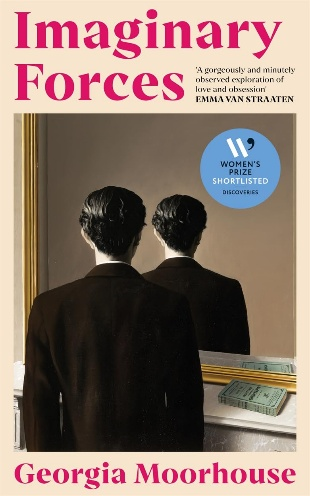 Imaginary
Forces
'A gorgeously and minutely
observed exploration of
love and obsession'
EMMA VAN STRAATEN
WOMEN'S
PRIZE
SHORTLISTED
DISCOVERIES
Georgia Moorhouse